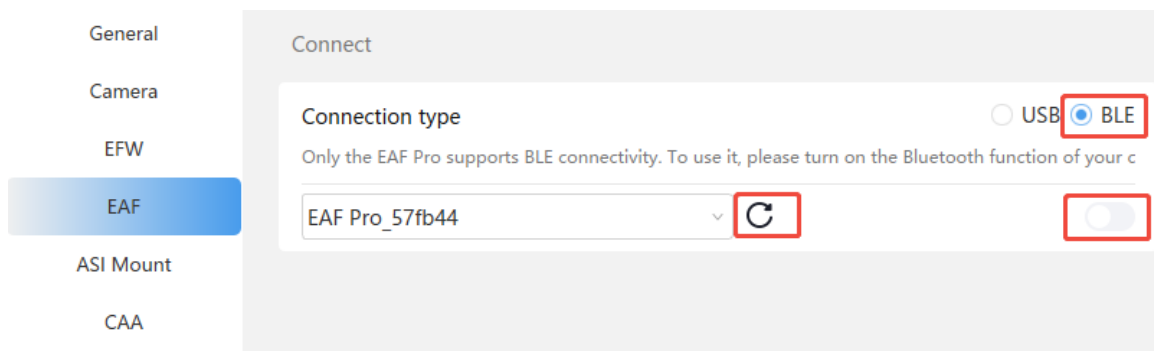 General
Camera
EFW
EAF
ASI Mount
CAA
Connect
Connection type
USB
BLE
Only the EAF Pro supports BLE connectivity. To use it, please turn on the Bluetooth function of your c
EAF Pro_57fb44